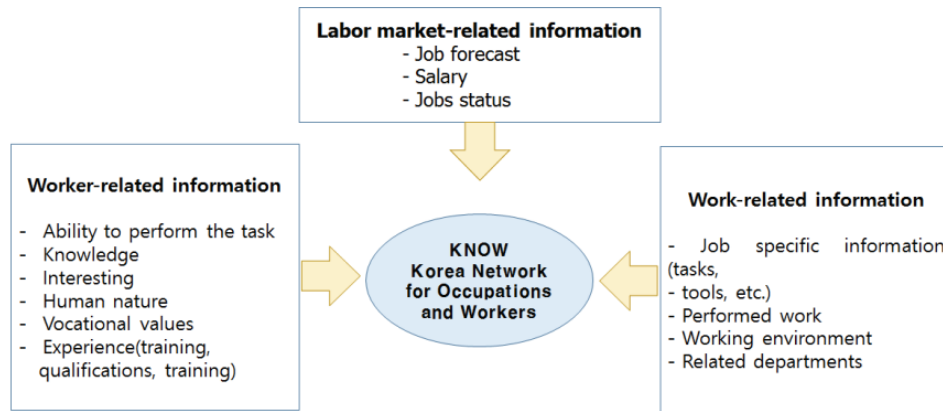 Labor market-related information
- Job forecast
- Salary
- Jobs status
Worker-related information
- Ability to perform the task
- Knowledge
- Interesting
- Human nature
- Vocational values
- Experience(training,
qualifications, training)
KNOW
Korea Network
for Occupations
and Workers
Work-related information
- Job specific information
(tasks,
- tools, etc.)
- Performed work
- Working environment
- Related departments